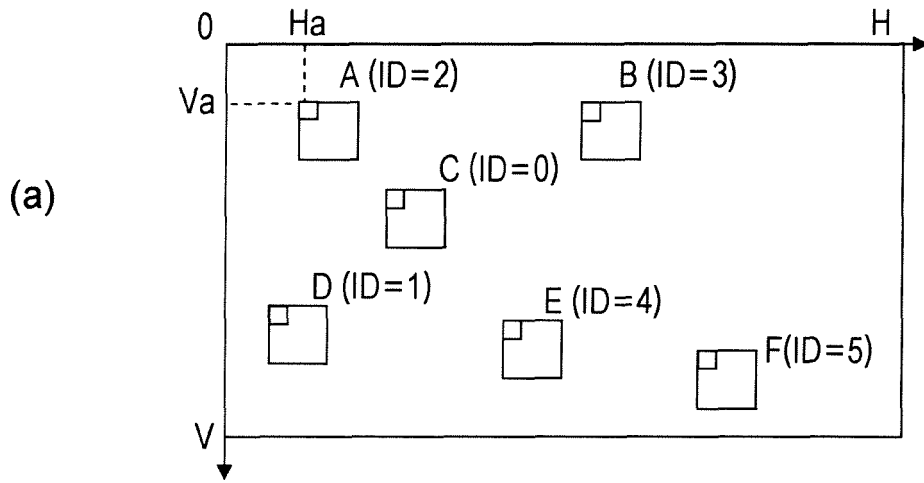 0 Ha H
A (ID=2) B (ID=3)
Va
C (ID=0)
(a)
D (ID=1) E (ID=4)
F(ID=5)
V